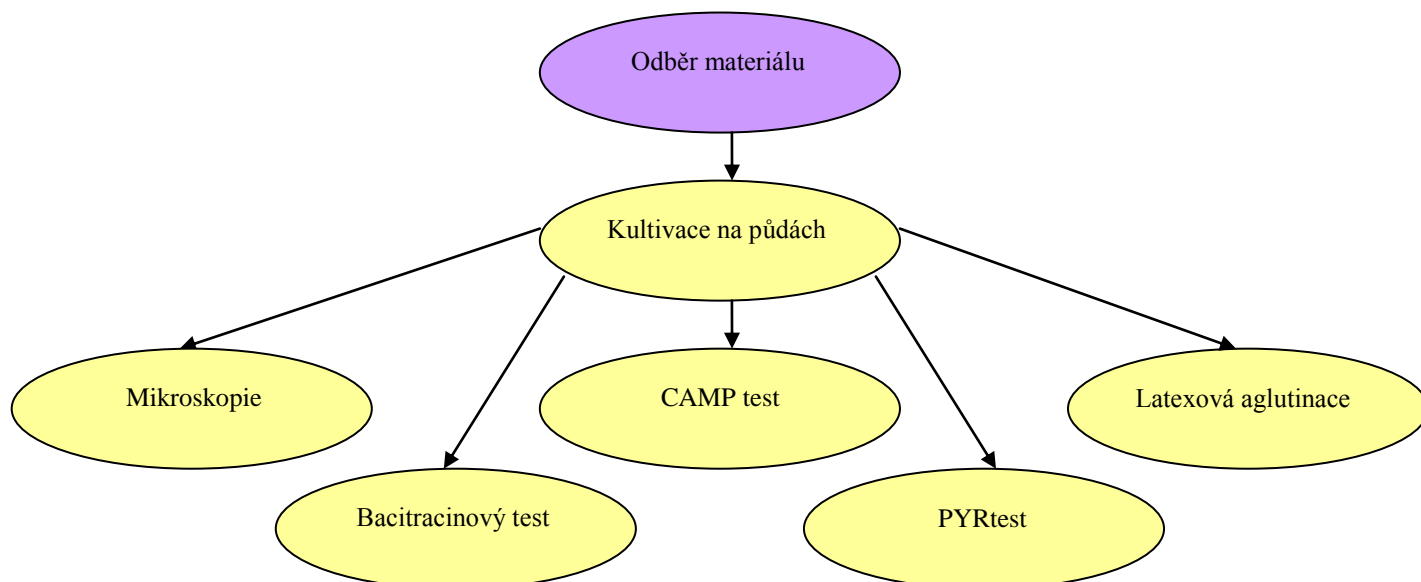 Odběr materiálu
Kultivace na půdách
Mikroskopie
CAMP test
Latexová aglutinace
Bacitracinový test
PYRtest